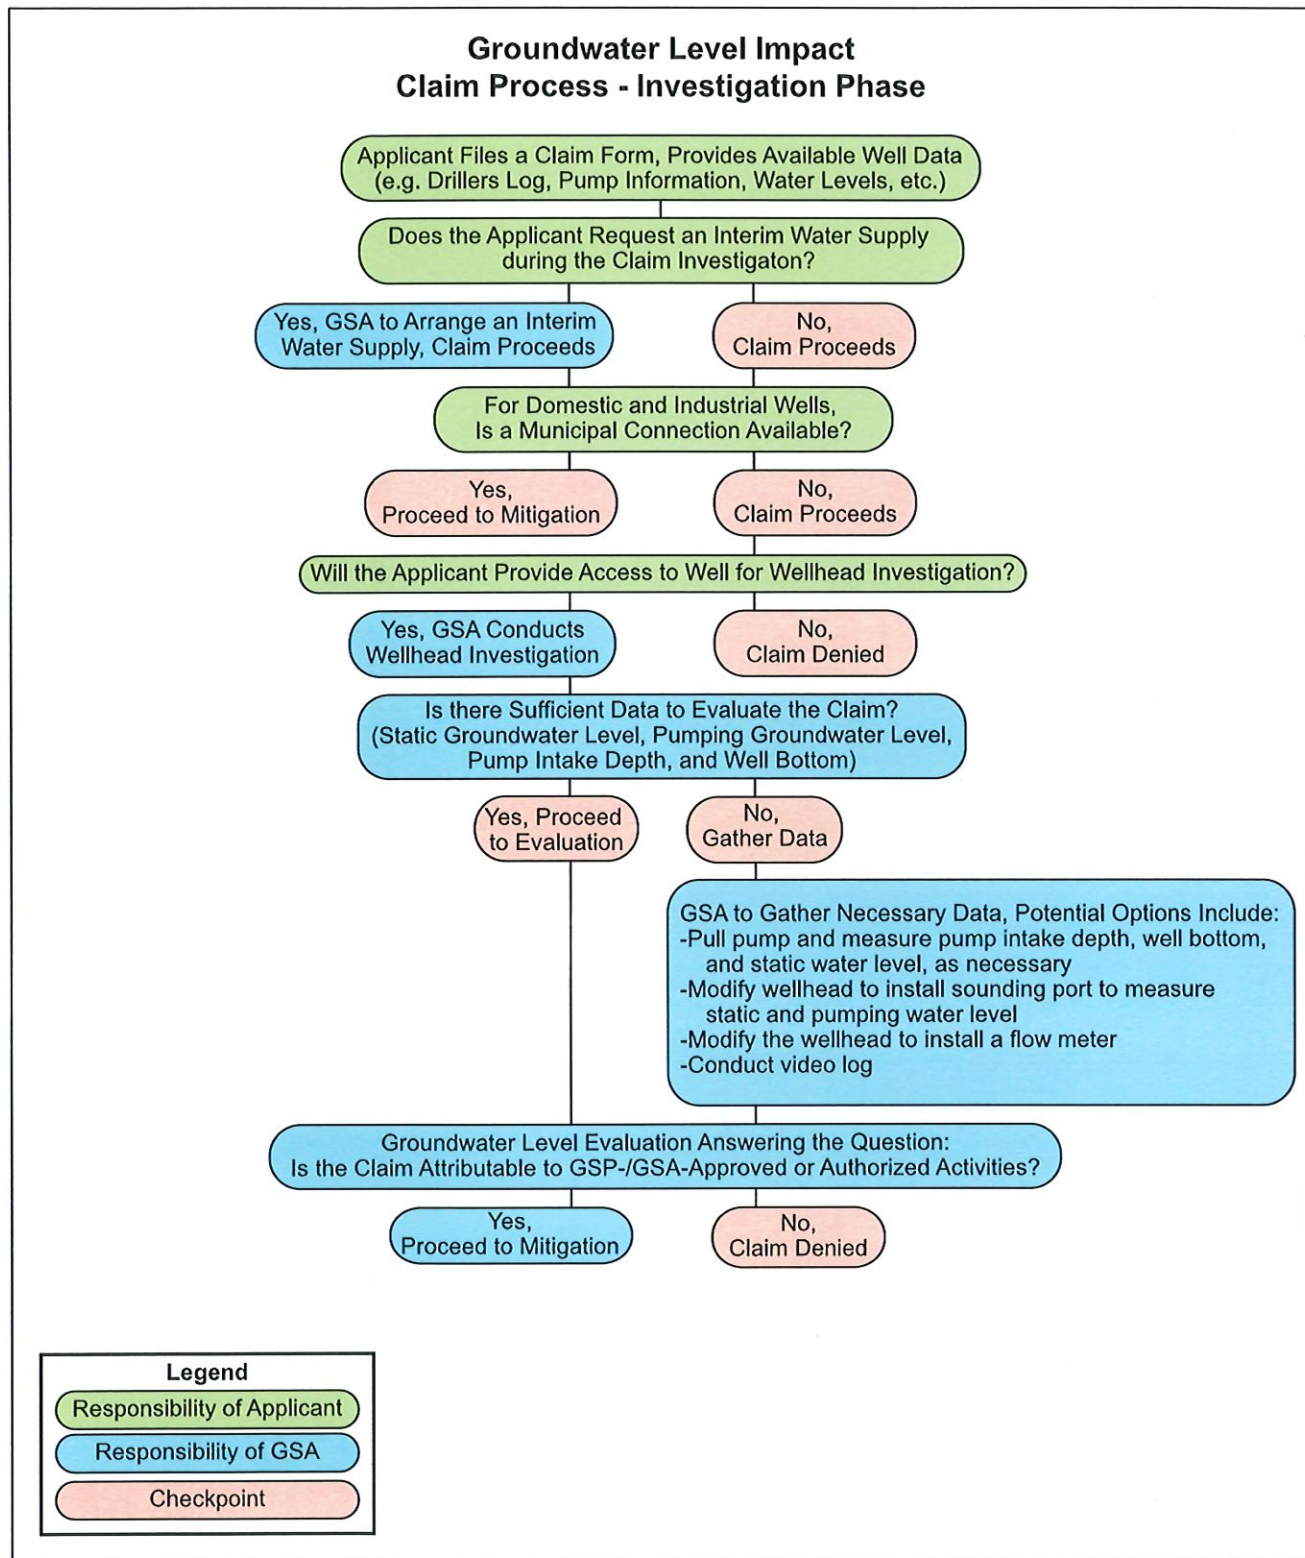 Groundwater Level Impact
Claim Process - Investigation Phase
Applicant Files a Claim Form, Provides Available Well Data
(e.g. Drillers Log, Pump Information, Water Levels, etc.)
Does the Applicant Request an Interim Water Supply
during the Claim Investigaton?
Yes, GSA to Arrange an Interim
Water Supply, Claim Proceeds
No,
Claim Proceeds
For Domestic and Industrial Wells,
Is a Municipal Connection Available?
Yes,
Proceed to Mitigation
No,
Claim Proceeds
Will the Applicant Provide Access to Well for Wellhead Investigation?
Yes, GSA Conducts
Wellhead Investigation
No,
Claim Denied
Is there Sufficient Data to Evaluate the Claim?
(Static Groundwater Level, Pumping Groundwater Level,
Pump Intake Depth, and Well Bottom)
Yes, Proceed
to Evaluation
No,
Gather Data
GSA to Gather Necessary Data, Potential Options Include:
-Pull pump and measure pump intake depth, well bottom,
and static water level, as necessary
-Modify wellhead to install sounding port to measure
static and pumping water level
-Modify the wellhead to install a flow meter
-Conduct video log
Groundwater Level Evaluation Answering the Question:
Is the Claim Attributable to GSP-/GSA-Approved or Authorized Activities?
Yes,
Proceed to Mitigation
No,
Claim Denied
Legend
Responsibility of Applicant
Responsibility of GSA
Checkpoint